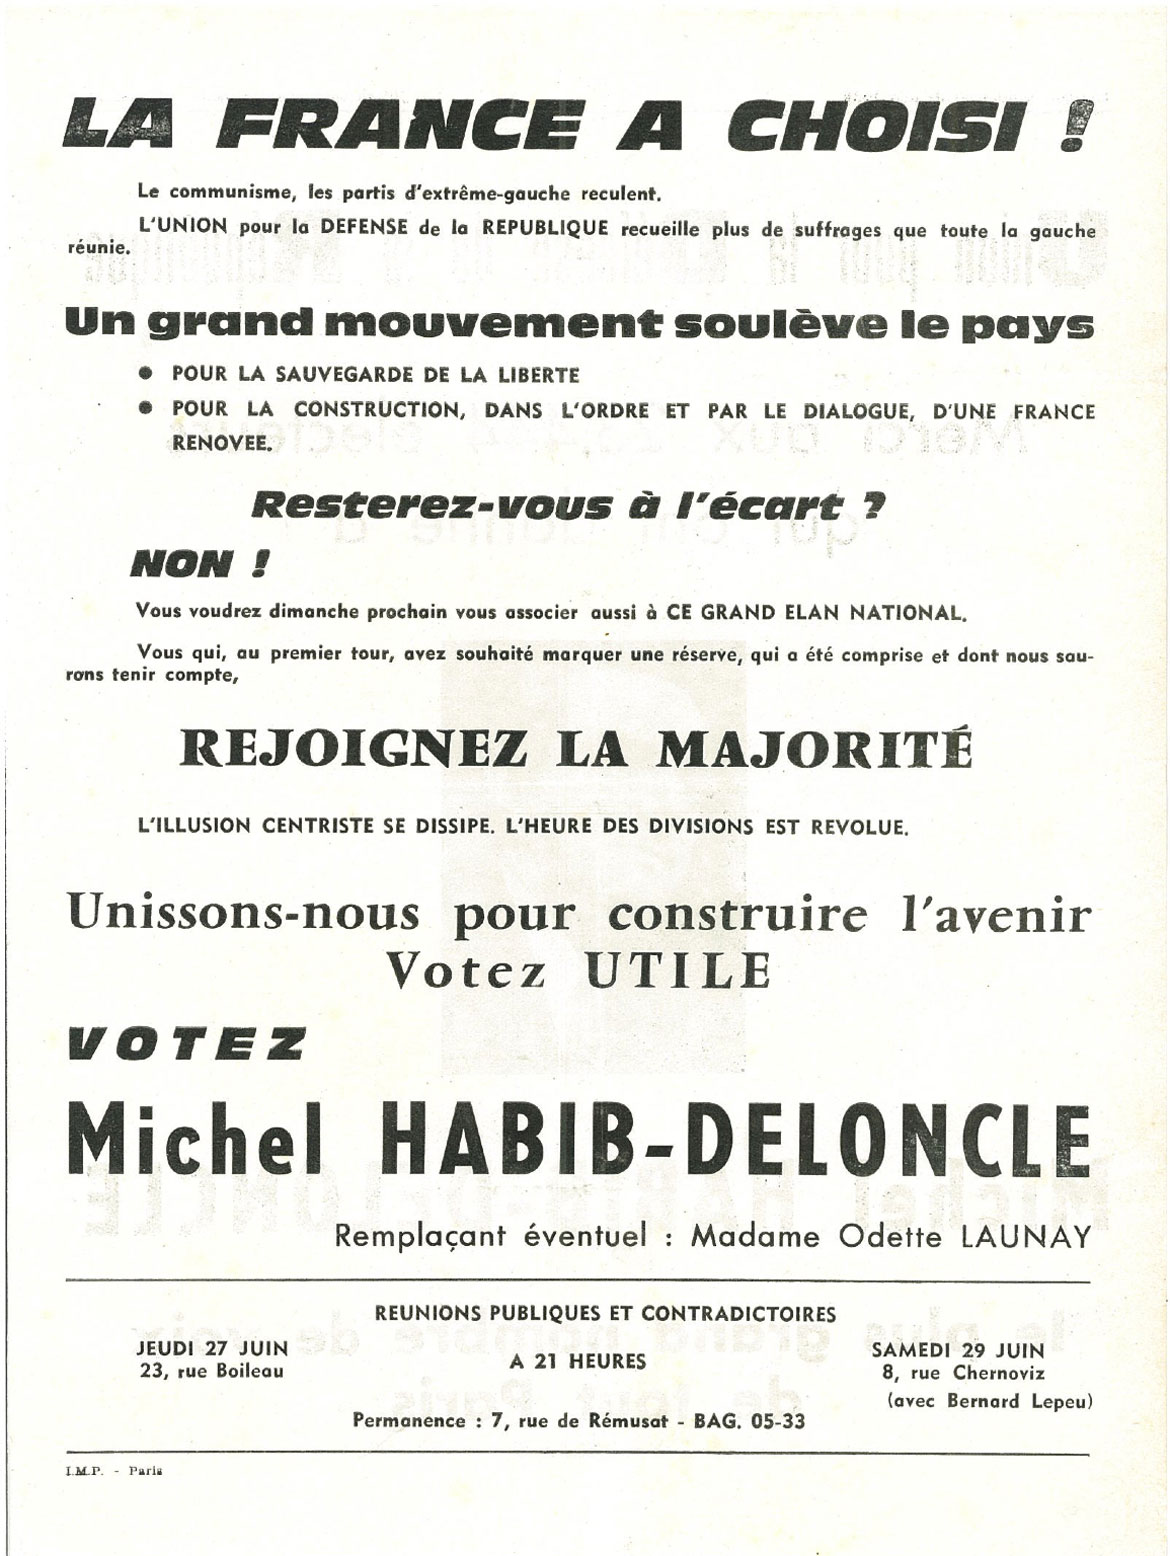 LA FRANCE A CHOISI !
Le communisme, les partis d'extrême-gauche reculent.
L'UNION pour la DEFENSE de la REPUBLIQUE recueille plus de suffrages que toute la gauche
réunie.
Un grand mouvement soulève le pays
● POUR LA SAUVEGARDE DE LA LIBERTE
● POUR LA CONSTRUCTION, DANS L'ORDRE ET PAR LE DIALOGUE, D'UNE FRANCE
RENOVEE.
Resterez-vous à l'écart ?
NON !
Vous voudrez dimanche prochain vous associer aussi à CE GRAND ELAN NATIONAL.
Vous qui, au premier tour, avez souhaité marquer une réserve, qui a été comprise et dont nous sau-
rons tenir compte,
REJOIGNEZ LA MAJORITÉ
L'ILLUSION CENTRISTE SE DISSIPE. L'HEURE DES DIVISIONS EST REVOLUE.
Unissons-nous pour construire l'avenir
Votez UTILE
VOTEZ
Michel HABIB-DELONCLE
Remplaçant éventuel : Madame Odette LAUNAY
REUNIONS PUBLIQUES ET CONTRADICTOIRES
JEUDI 27 JUIN
23, rue Boileau
A 21 HEURES
SAMEDI 29 JUIN
8, rue Chernoviz
(avec Bernard Lepeu)
Permanence : 7, rue de Rémusat - BAG. 05-33
I.M.P. - Paris